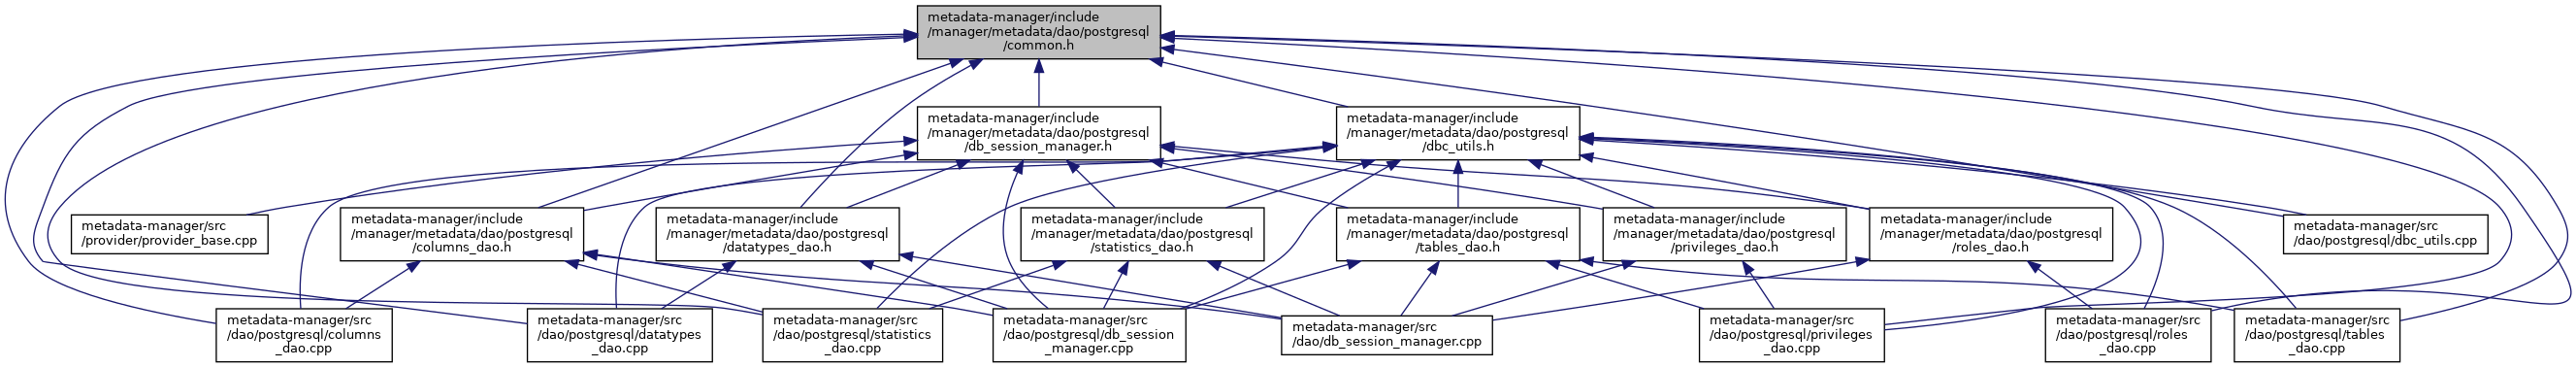 metadata-manager/include
/manager/metadata/dao/postgresql
/common.h
metadata-manager/include
/manager/metadata/dao/postgresql
/db_session_manager.h
metadata-manager/include
/manager/metadata/dao/postgresql
/dbc_utils.h
metadata-manager/src
/provider/provider_base.cpp
metadata-manager/include
/manager/metadata/dao/postgresql
/columns_dao.h
metadata-manager/include
/manager/metadata/dao/postgresql
/datatypes_dao.h
metadata-manager/include
/manager/metadata/dao/postgresql
/statistics_dao.h
metadata-manager/include
/manager/metadata/dao/postgresql
/tables_dao.h
metadata-manager/include
/manager/metadata/dao/postgresql
/privileges_dao.h
metadata-manager/include
/manager/metadata/dao/postgresql
/roles_dao.h
metadata-manager/src
/dao/postgresql/dbc_utils.cpp
metadata-manager/src
/dao/postgresql/columns
_dao.cpp
metadata-manager/src
/dao/postgresql/datatypes
_dao.cpp
metadata-manager/src
/dao/postgresql/statistics
_dao.cpp
metadata-manager/src
/dao/postgresql/db_session
_manager.cpp
metadata-manager/src
/dao/db_session_manager.cpp
metadata-manager/src
/dao/postgresql/privileges
_dao.cpp
metadata-manager/src
/dao/postgresql/roles
_dao.cpp
metadata-manager/src
/dao/postgresql/tables
_dao.cpp